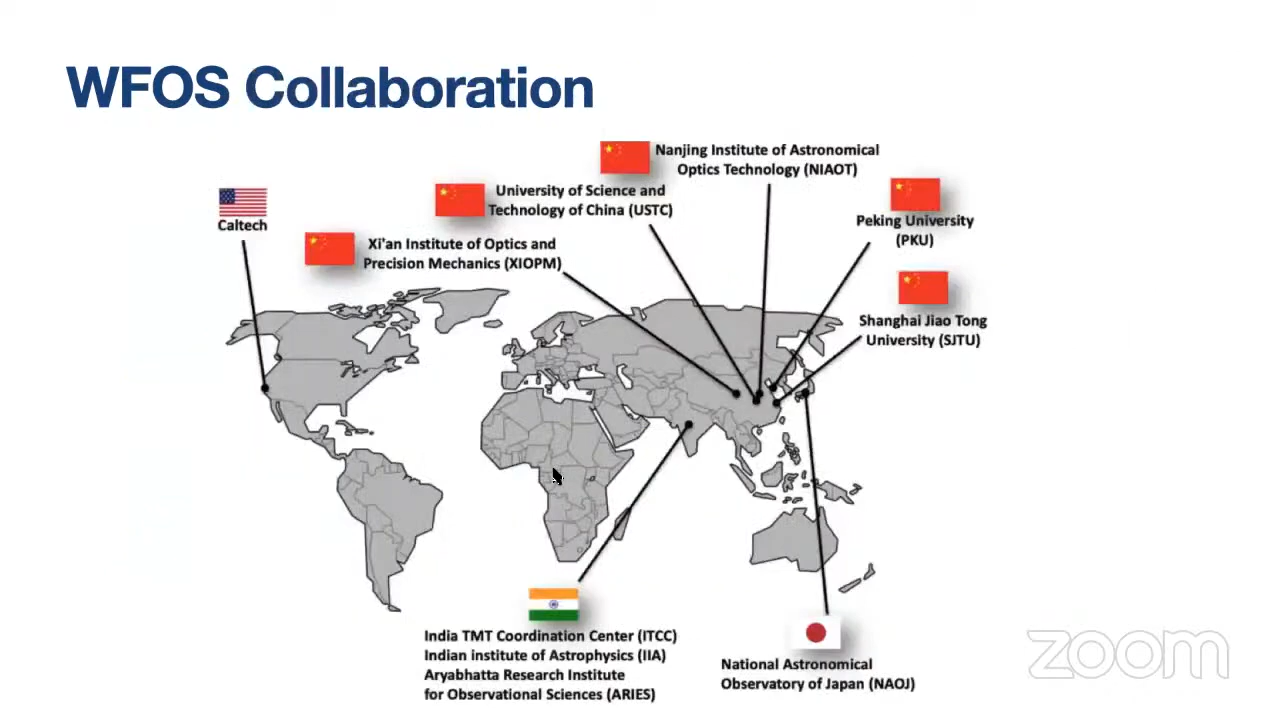 WFOS Collaboration
Nanjing Institute of Astronomical
Optics Technology (NIAOT)
University of Science and
Technology of China (USTC)
Caltech
Peking University
(PKU)
Xi'an Institute of Optics and
Precision Mechanics (XIOPM)
Shanghai Jiao Tong
University (SJTU)
India TMT Coordination Center (ITCC)
Indian institute of Astrophysics (IIA)
Aryabhatta Research Institute
for Observational Sciences (ARIES)
National Astronomical
Observatory of Japan (NAOJ)
zoom